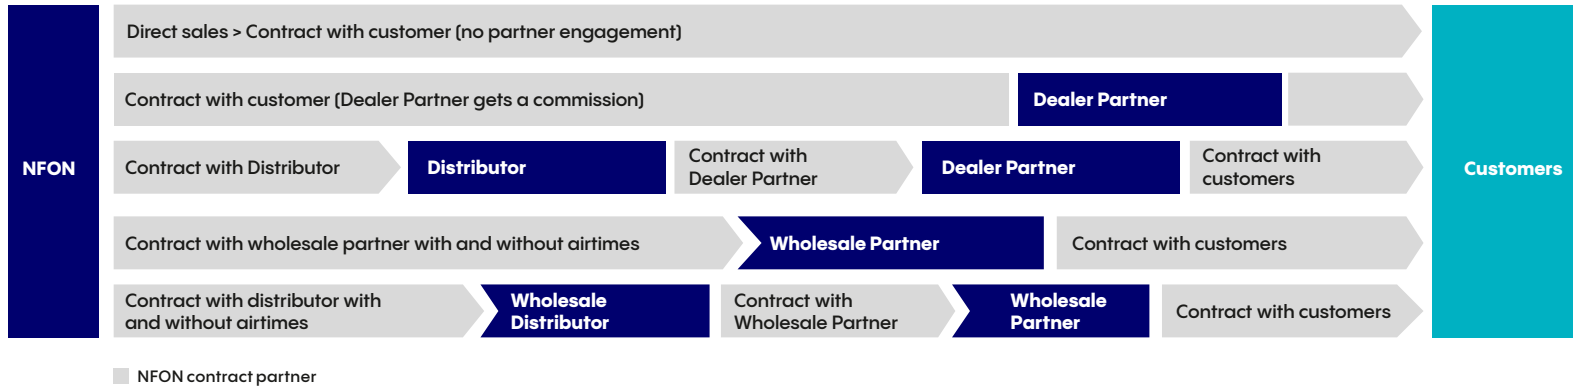 NFON
Direct sales > Contract with customer (no partner engagement)
Contract with customer (Dealer Partner gets a commission)
Dealer Partner
Contract with Distributor
Distributor
Contract with
Dealer Partner
Dealer Partner
Contract with
customers
Contract with wholesale partner with and without airtimes
Wholesale Partner
Contract with customers
Contract with distributor with
and without airtimes
Wholesale
Distributor
Contract with
Wholesale Partner
Wholesale
Partner
Contract with customers
Customers
NFON contract partner